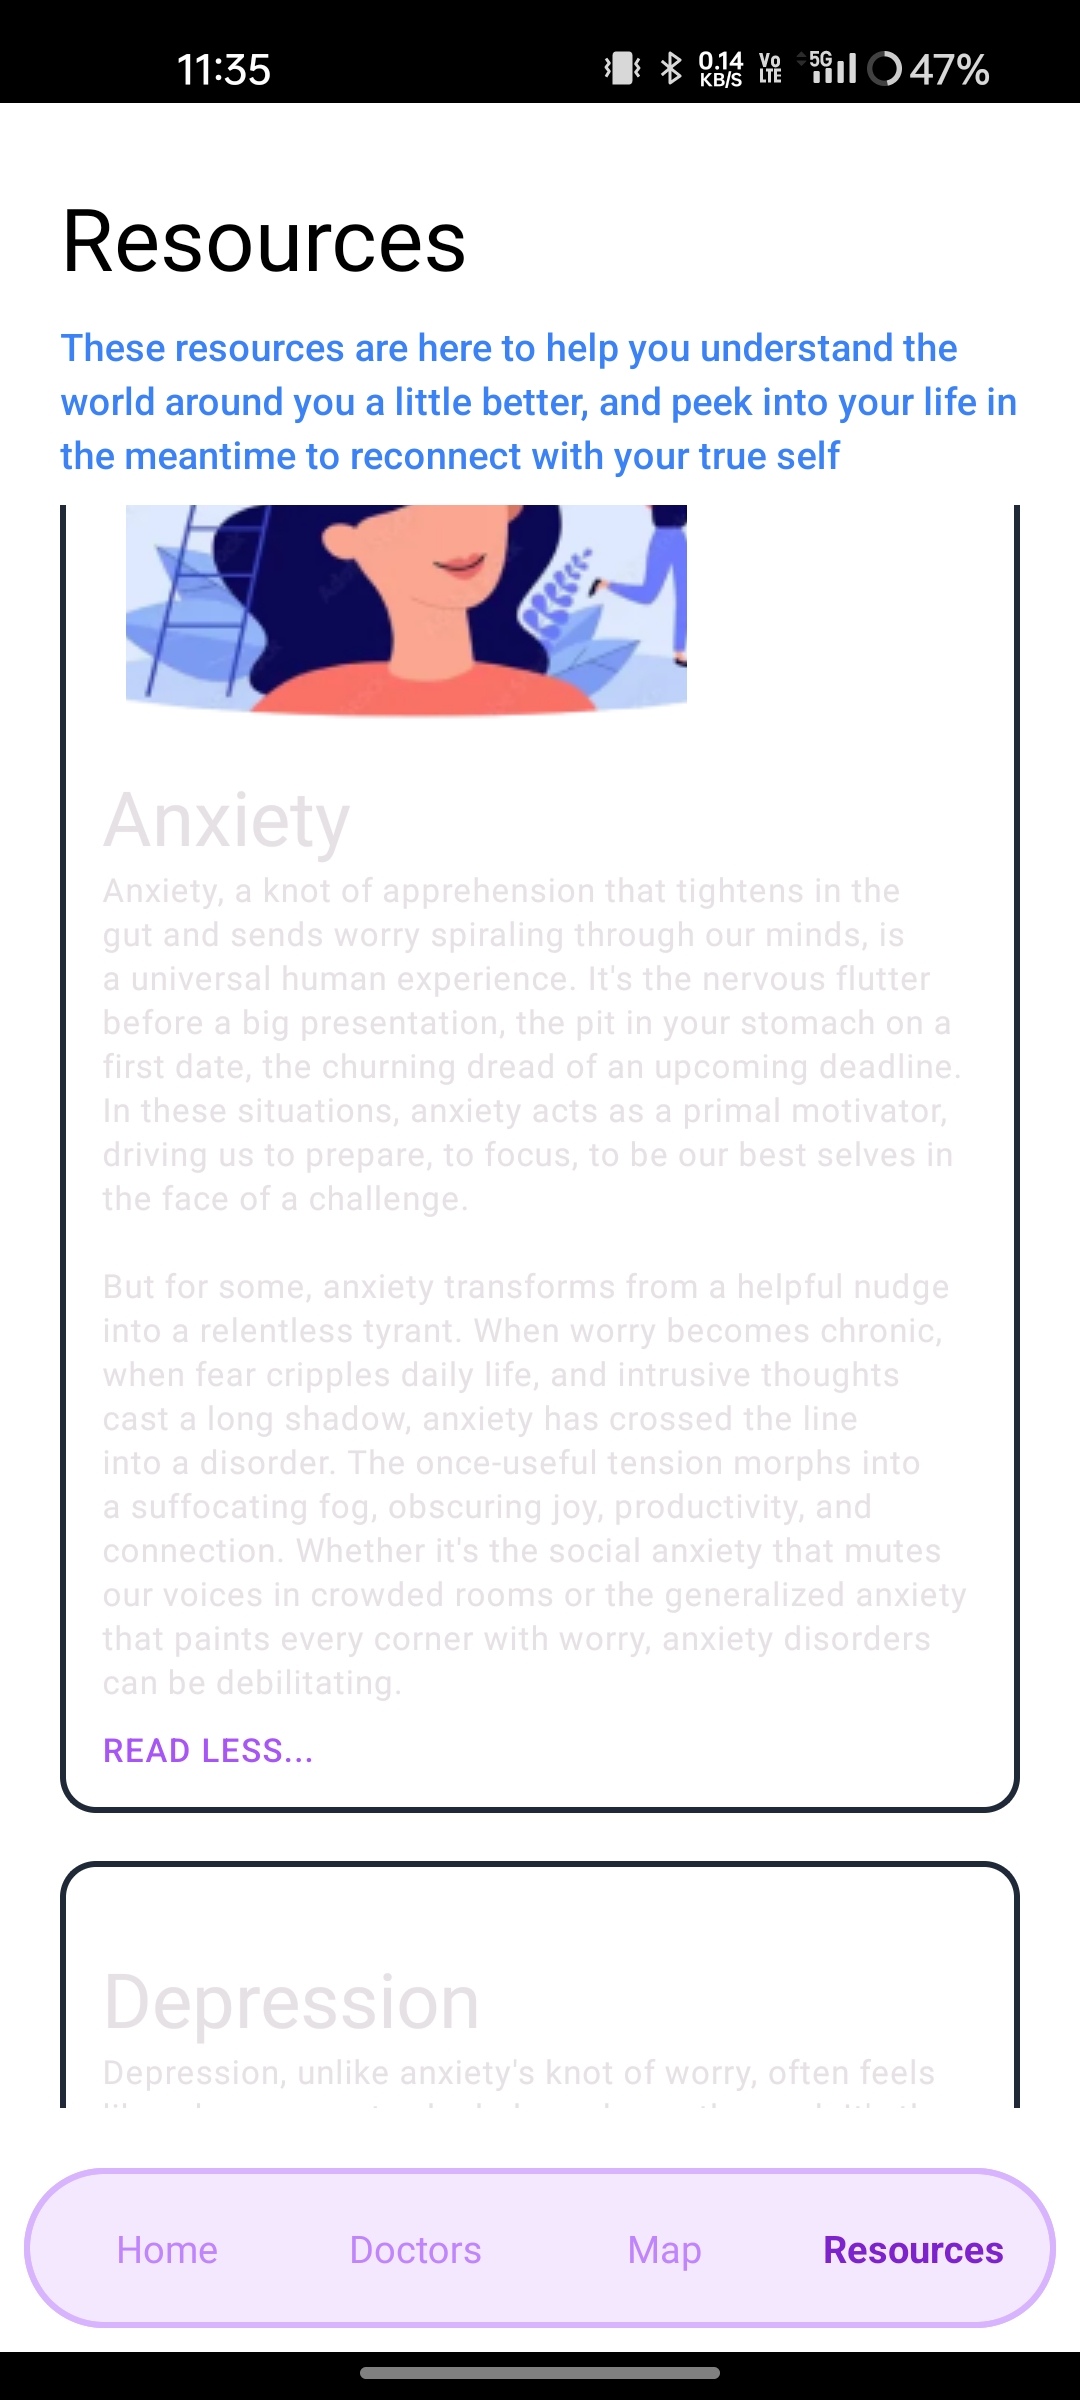 11:35
0.14
KB/S
Vo
LTE
5G
47%
Resources
These resources are here to help you understand the
world around you a little better, and peek into your life in
the meantime to reconnect with your true self
Anxiety
Anxiety, a knot of apprehension that tightens in the
gut and sends worry spiraling through our minds, is
a universal human experience. It's the nervous flutter
before a big presentation, the pit in your stomach on a
first date, the churning dread of an upcoming deadline.
In these situations, anxiety acts as a primal motivator,
driving us to prepare, to focus, to be our best selves in
the face of a challenge.
But for some, anxiety transforms from a helpful nudge
into a relentless tyrant. When worry becomes chronic,
when fear cripples daily life, and intrusive thoughts
cast a long shadow, anxiety has crossed the line
into a disorder. The once-useful tension morphs into
a suffocating fog, obscuring joy, productivity, and
connection. Whether it's the social anxiety that mutes
our voices in crowded rooms or the generalized anxiety
that paints every corner with worry, anxiety disorders
can be debilitating.
READ LESS...
Depression
Depression, unlike anxiety's knot of worry, often feels
Home
Doctors
Map
Resources